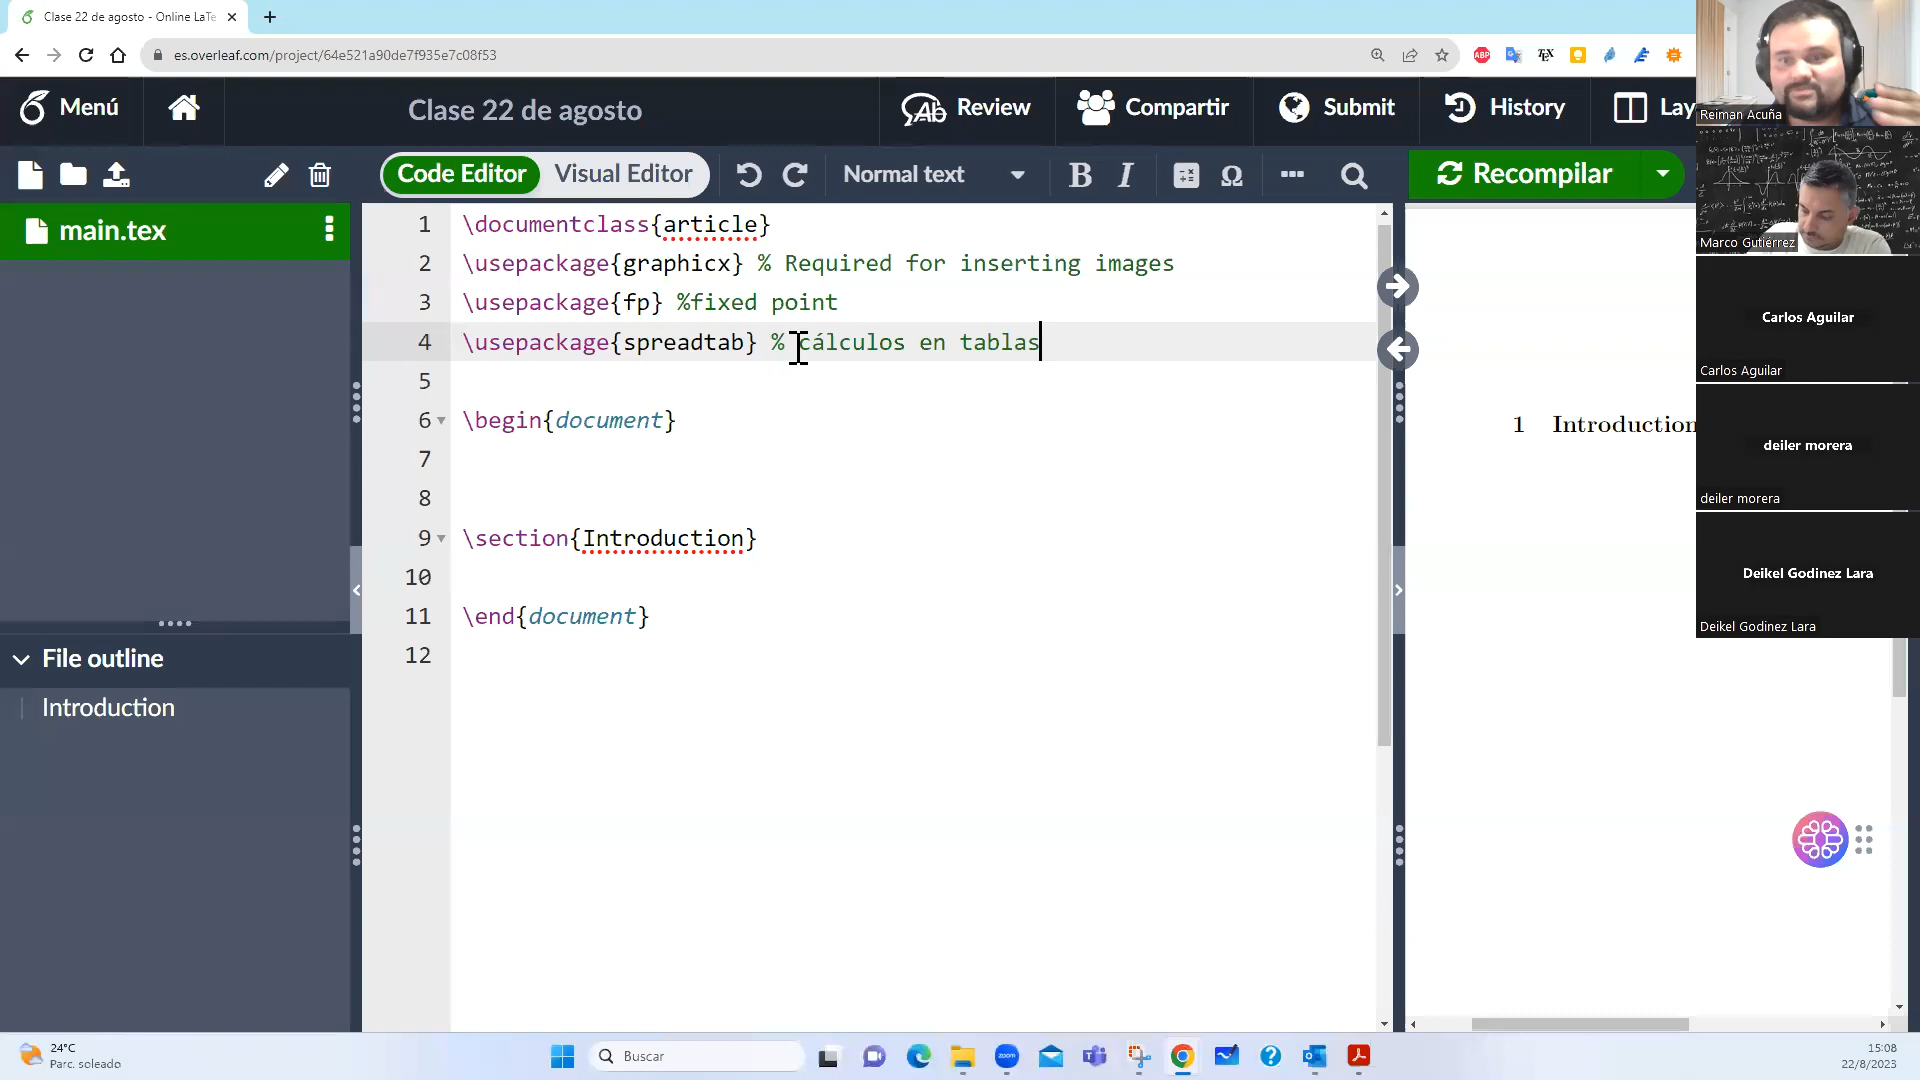 Clase 22 de agosto - Online LaTe
es.overleaf.com/project/64e521a90de7f935e7c08f53
ABP
TEX
Menú
Clase 22 de agosto
Review
Compartir
Submit
History
Lay
Code Editor
Visual Editor
Normal text
B
I
Ω
Recompilar
main.tex
1 \documentclass{article}
2 \usepackage{graphicx} % Required for inserting images
3 \usepackage{fp} %fixed point
4 \usepackage{spreadtab} % cálculos en tablas
5
6 \begin{document}
7
8
9 \section{Introduction}
10
11 \end{document}
12
File outline
Introduction
1 Introduction
Reiman Acuña
Marco Gutiérrez
Carlos Aguilar
Carlos Aguilar
deiler morera
deiler morera
Deikel Godinez Lara
Deikel Godinez Lara
24°C
Parc. soleado
Buscar
zoom
15:08
22/8/2023